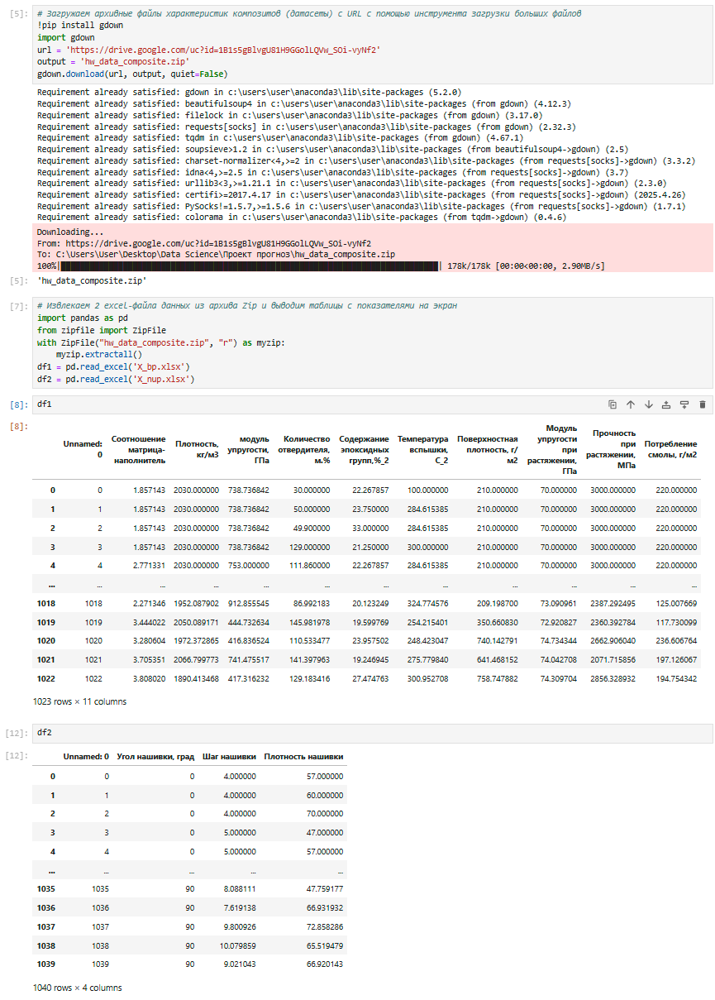 [5]: # Загружаем архивные файлы характеристик композитов (датасеты) с URL с помощью инструмента загрузки больших файлов
!pip install gdown
import gdown
url = 'https://drive.google.com/uc?id=1B1s5gBlvgU81H9GGolLQVw_SOi-vyNf2'
output = 'hw_data_composite.zip'
gdown.download(url, output, quiet=False)
Requirement already satisfied: gdown in c:\users\user\anaconda3\lib\site-packages (5.2.0)
Requirement already satisfied: beautifulsoup4 in c:\users\user\anaconda3\lib\site-packages (from gdown) (4.12.3)
Requirement already satisfied: filelock in c:\users\user\anaconda3\lib\site-packages (from gdown) (3.17.0)
Requirement already satisfied: requests[socks] in c:\users\user\anaconda3\lib\site-packages (from gdown) (2.32.3)
Requirement already satisfied: tqdm in c:\users\user\anaconda3\lib\site-packages (from gdown) (4.67.1)
Requirement already satisfied: soupsieve>1.2 in c:\users\user\anaconda3\lib\site-packages (from beautifulsoup4->gdown) (2.5)
Requirement already satisfied: charset-normalizer<4,>=2 in c:\users\user\anaconda3\lib\site-packages (from requests[socks]->gdown) (3.3.2)
Requirement already satisfied: idna<4,>=2.5 in c:\users\user\anaconda3\lib\site-packages (from requests[socks]->gdown) (3.7)
Requirement already satisfied: urllib3<3,>=1.21.1 in c:\users\user\anaconda3\lib\site-packages (from requests[socks]->gdown) (2.3.0)
Requirement already satisfied: certifi>=2017.4.17 in c:\users\user\anaconda3\lib\site-packages (from requests[socks]->gdown) (2025.4.26)
Requirement already satisfied: PySocks!=1.5.7,>=1.5.6 in c:\users\user\anaconda3\lib\site-packages (from requests[socks]->gdown) (1.7.1)
Requirement already satisfied: colorama in c:\users\user\anaconda3\lib\site-packages (from tqdm->gdown) (0.4.6)
Downloading...
From: https://drive.google.com/uc?id=1B1s5gBlvgU81H9GGolLQVw_SOi-vyNf2
To: C:\Users\User\Desktop\Data Science\Проект прогноз\hw_data_composite.zip
100%| | 178k/178k [00:00<00:00, 2.90MB/s]
[5]: 'hw_data_composite.zip'
[7]: # Извлекаем 2 excel-файла данных из архива Zip и выводим таблицы с показателями на экран
import pandas as pd
from zipfile import ZipFile
with ZipFile("hw_data_composite.zip", "r") as myzip:
myzip.extractall()
df1 = pd.read_excel('X_bp.xlsx')
df2 = pd.read_excel('X_nup.xlsx')
[8]: df1
[8]:
Unnamed: 0 Соотношение матрица-наполнитель Плотность, кг/м3 модуль упругости, ГПа Количество отвердителя, м.% Содержание эпоксидных групп,%_2 Температура вспышки, С_2 Поверхностная плотность, г/м2 Модуль упругости при растяжении, ГПа Прочность при растяжении, МПа Потребление смолы, г/м2
0 0 1.857143 2030.000000 738.736842 30.000000 22.267857 100.000000 210.000000 70.000000 3000.000000 220.000000
1 1 1.857143 2030.000000 738.736842 50.000000 23.750000 284.615385 210.000000 70.000000 3000.000000 220.000000
2 2 1.857143 2030.000000 738.736842 49.900000 33.000000 284.615385 210.000000 70.000000 3000.000000 220.000000
3 3 1.857143 2030.000000 738.736842 129.000000 21.250000 300.000000 210.000000 70.000000 3000.000000 220.000000
4 4 2.771331 2030.000000 753.000000 111.860000 22.267857 284.615385 210.000000 70.000000 3000.000000 220.000000
... ... ... ... ... ... ... ... ... ... ... ...
1018 1018 2.271346 1952.087902 912.855545 86.992183 20.123249 324.774576 209.198700 73.090961 2387.292495 125.007669
1019 1019 3.444022 2050.089171 444.732634 145.981978 19.599769 254.215401 350.660830 72.920827 2360.392784 117.730099
1020 1020 3.280604 1972.372865 416.836524 110.533477 23.957502 248.423047 740.142791 74.734344 2662.906040 236.606764
1021 1021 3.705351 2066.799773 741.475517 141.397963 19.246945 275.779840 641.468152 74.042708 2071.715856 197.126067
1022 1022 3.808020 1890.413468 417.316232 129.183416 27.474763 300.952708 758.747882 74.309704 2856.328932 194.754342
1023 rows × 11 columns
[12]: df2
[12]: Unnamed: 0 Угол нашивки, град Шаг нашивки Плотность нашивки
0 0 0 4.000000 57.000000
1 1 0 4.000000 60.000000
2 2 0 4.000000 70.000000
3 3 0 5.000000 47.000000
4 4 0 5.000000 57.000000
... ... ... ... ...
1035 1035 90 8.088111 47.759177
1036 1036 90 7.619138 66.931932
1037 1037 90 9.800926 72.858286
1038 1038 90 10.079859 65.519479
1039 1039 90 9.021043 66.920143
1040 rows × 4 columns